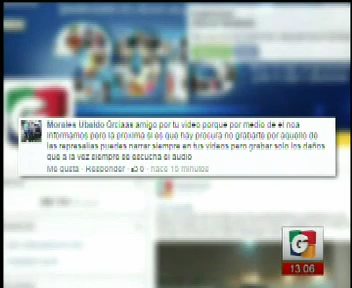 Morales Ubaldo Grciaas amigo por tu video porque por medio de el noa
informamos pero la próxima si es que hay procura no grabarte por aquello de
las represalias puedes narrar siempre en tus videos pero grabar solo los daños
que a la vez siempre se escucha el audio
Me gusta · Responder · 0 · hace 15 minutos
G
13:06